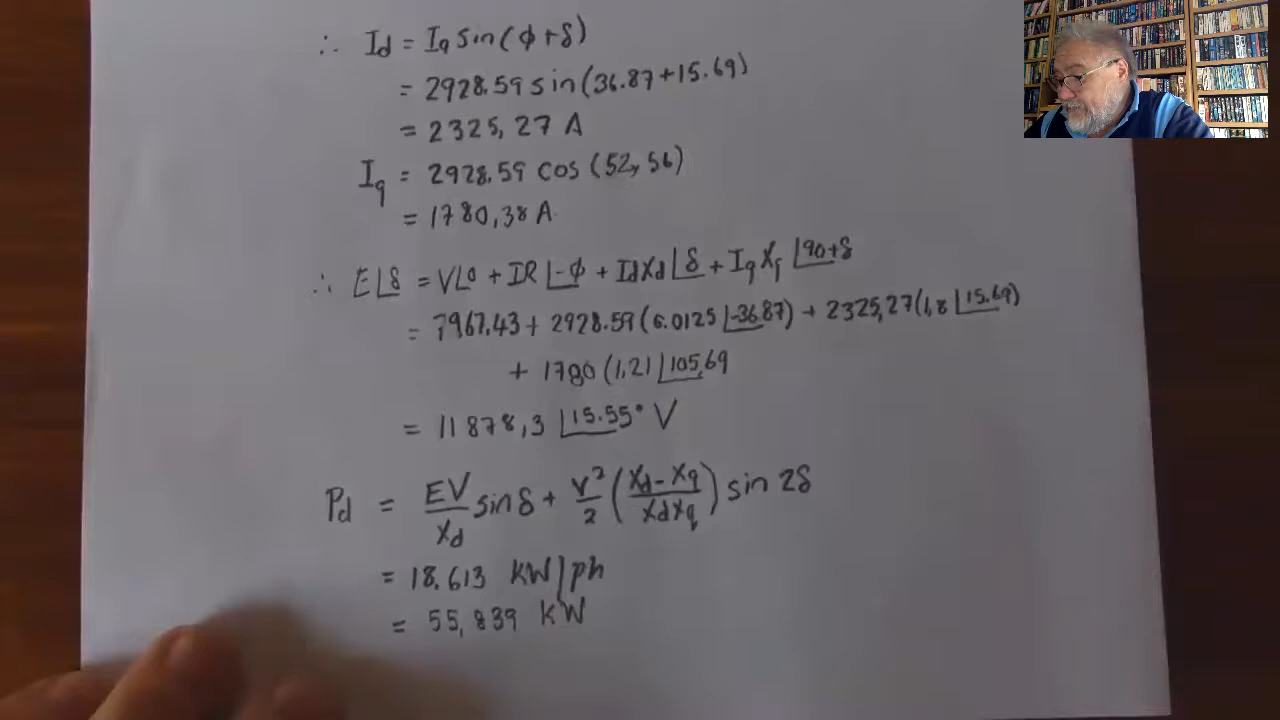 ∴ Id = Iq sin(ϕ+δ)
= 2928.59 sin(36.87+15.69)
= 2325,27 A
Iq = 2928.59 cos(52,56)
= 1780,38 A
∴ E∠δ = V∠0 + IR∠-ϕ + IdXd∠δ + IqXq∠90+δ
= 7967.43 + 2928.59(0.0125∠-36.87) + 2325,27(1,8∠15.69)
+ 1780(1,21∠105,69
= 11878,3∠15.55° V
Pd = EV/Xd sinδ + V²/2 (Xd-Xq/XdXq) sin 2δ
= 18.613 KW/ph
= 55,839 KW